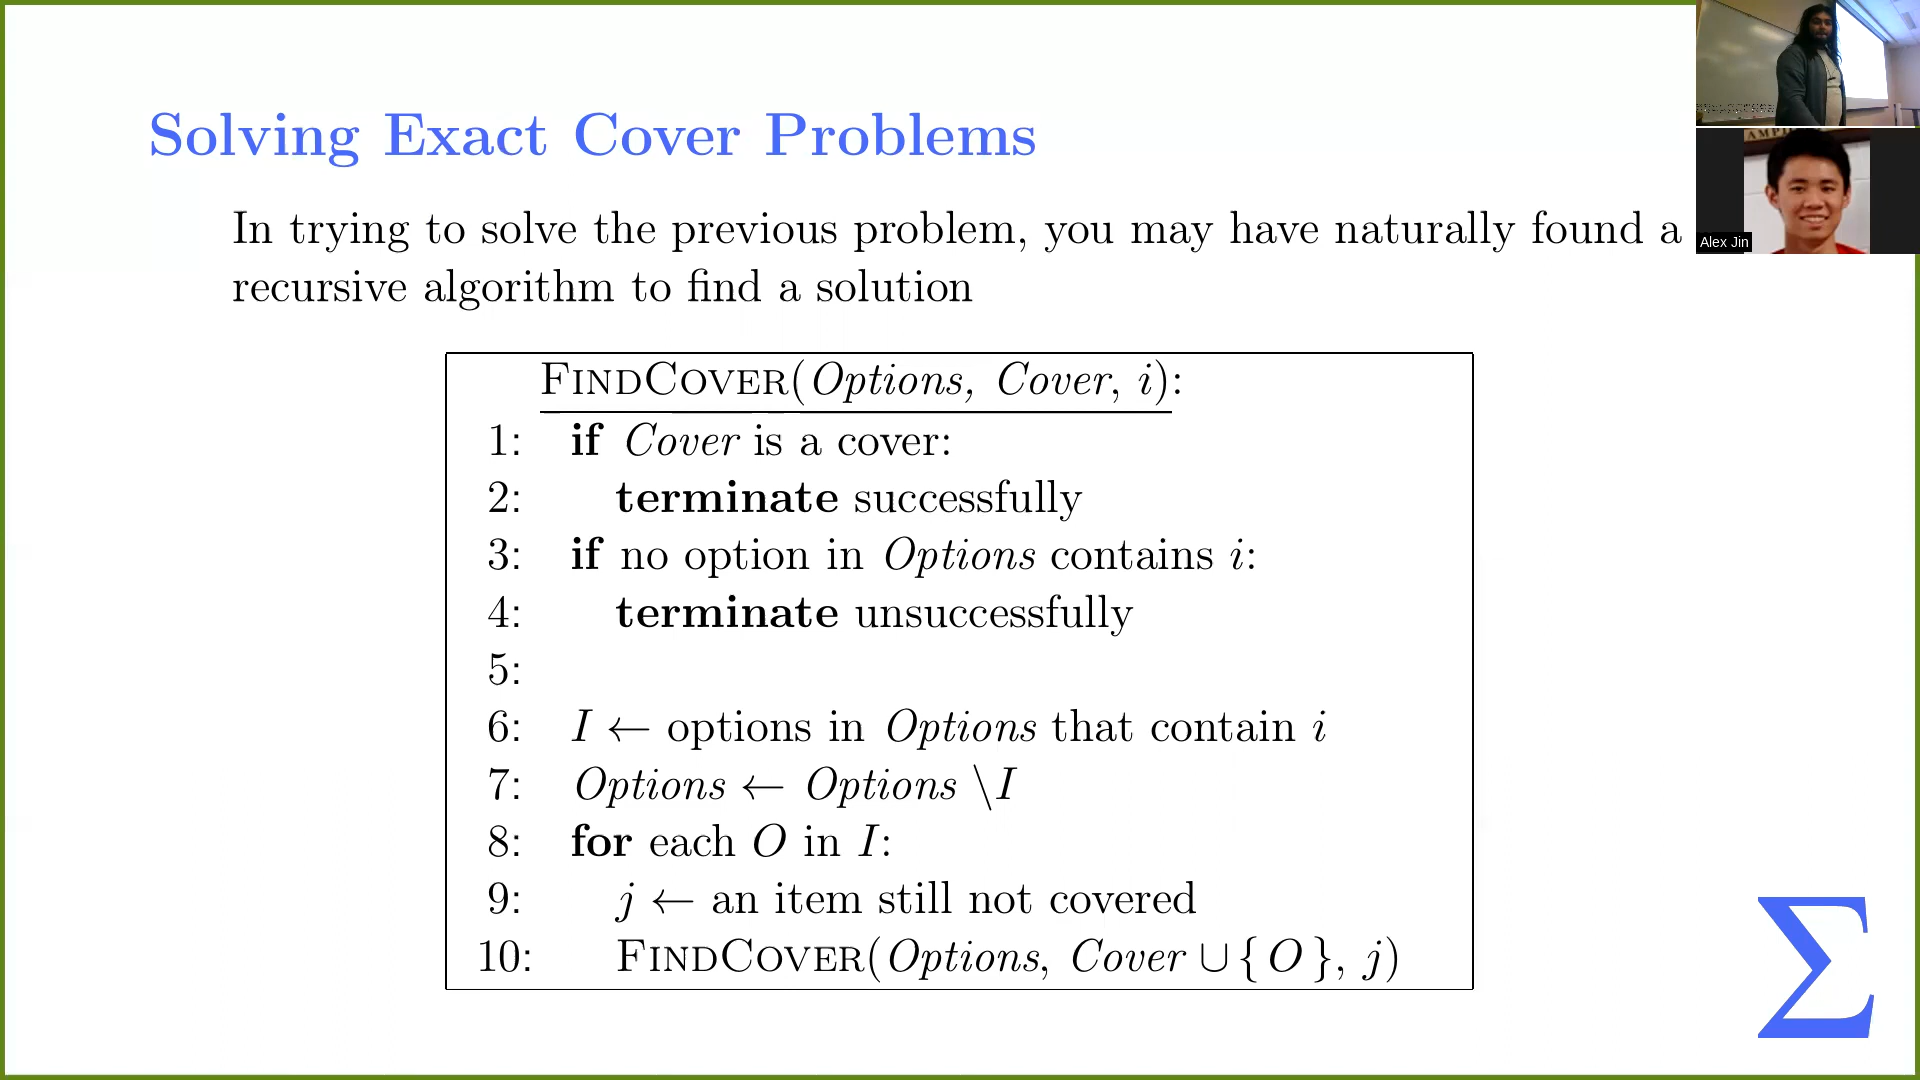 Solving Exact Cover Problems
In trying to solve the previous problem, you may have naturally found a
recursive algorithm to find a solution
FINDCOVER(Options, Cover, i):
1: if Cover is a cover:
2: terminate successfully
3: if no option in Options contains i:
4: terminate unsuccessfully
5:
6: I ← options in Options that contain i
7: Options ← Options \I
8: for each O in I:
9: j ← an item still not covered
10: FINDCOVER(Options, Cover ∪ { O }, j)
Σ
Alex Jin